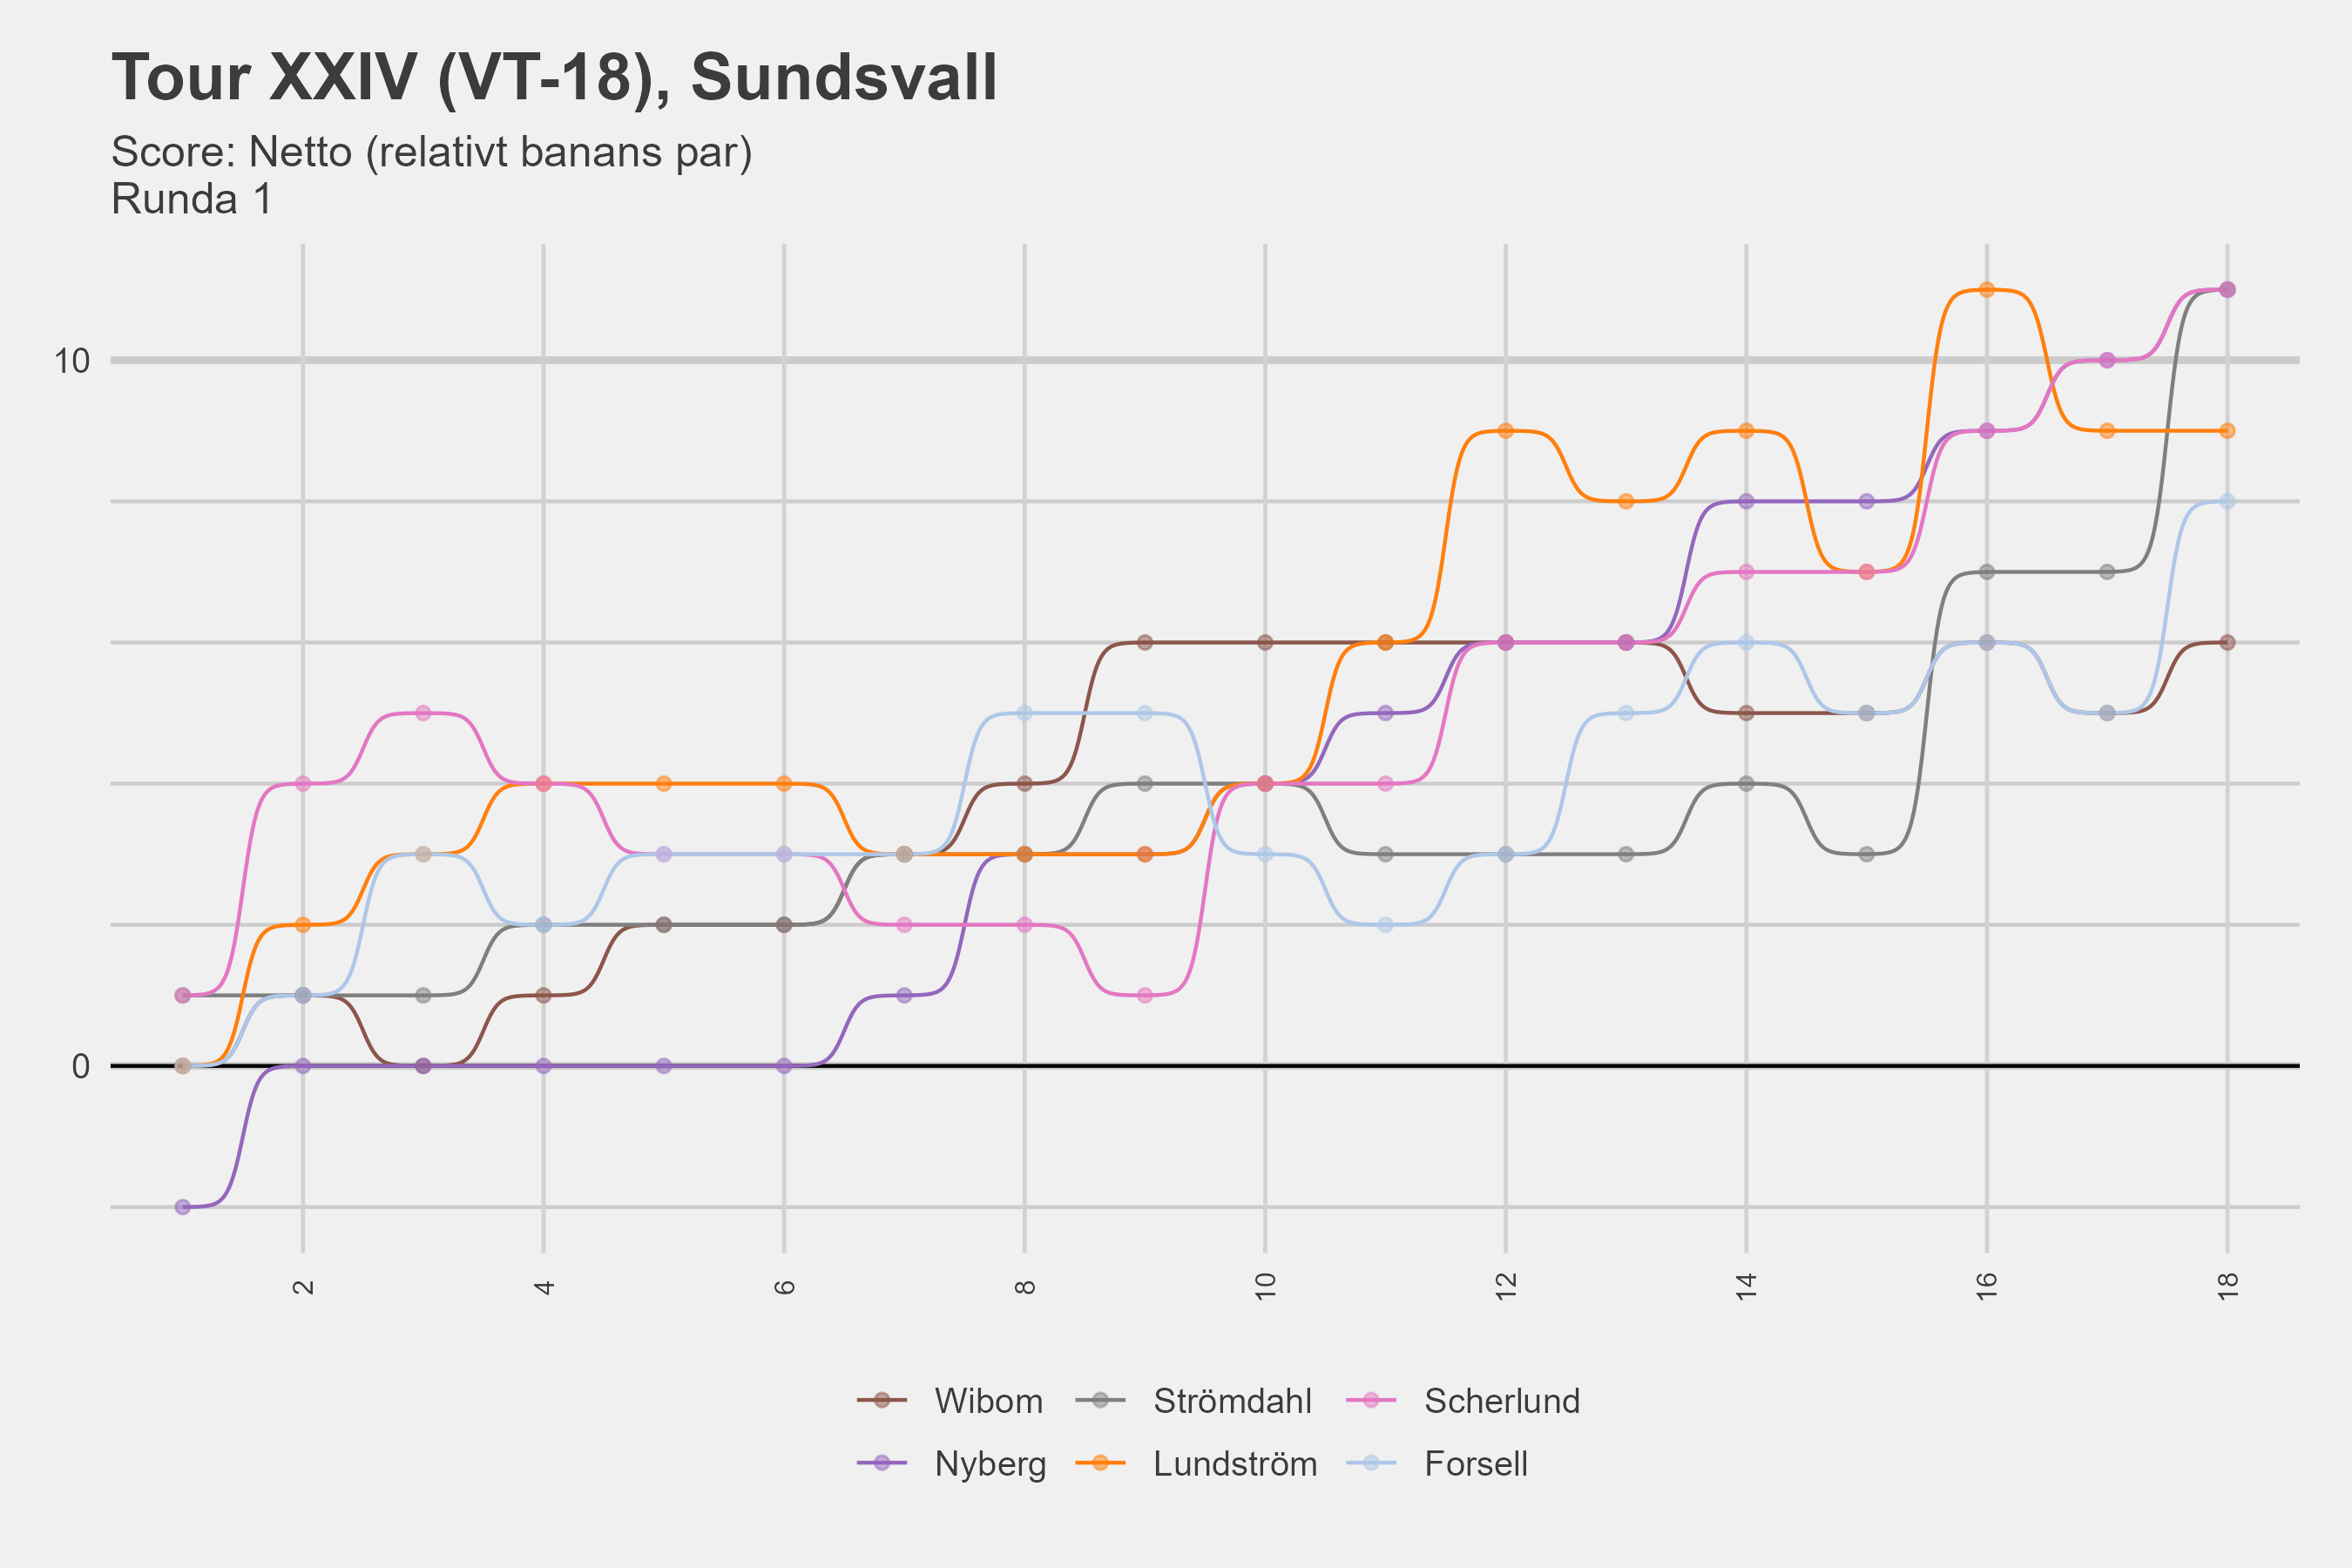 Tour XXIV (VT-18), Sundsvall
Score: Netto (relativt banans par)
Runda 1
10
0
2 4 6 8 10 12 14 16 18
Wibom Strömdahl Scherlund
Nyberg Lundström Forsell